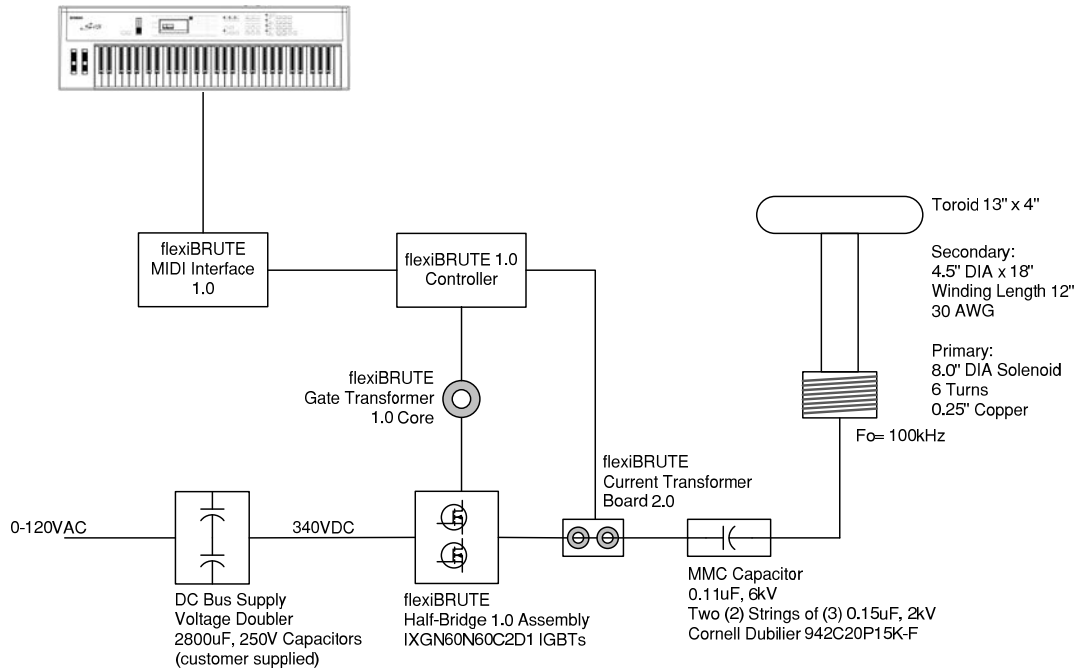 flexiBRUTE
MIDI Interface
1.0
flexiBRUTE 1.0
Controller
flexiBRUTE
Gate Transformer
1.0 Core
Toroid 13" x 4"
Secondary:
4.5" DIA x 18"
Winding Length 12"
30 AWG
Primary:
8.0" DIA Solenoid
6 Turns
0.25" Copper
Fo= 100kHz
flexiBRUTE
Current Transformer
Board 2.0
0-120VAC
340VDC
DC Bus Supply
Voltage Doubler
2800uF, 250V Capacitors
(customer supplied)
flexiBRUTE
Half-Bridge 1.0 Assembly
IXGN60N60C2D1 IGBTs
MMC Capacitor
0.11uF, 6kV
Two (2) Strings of (3) 0.15uF, 2kV
Cornell Dubilier 942C20P15K-F